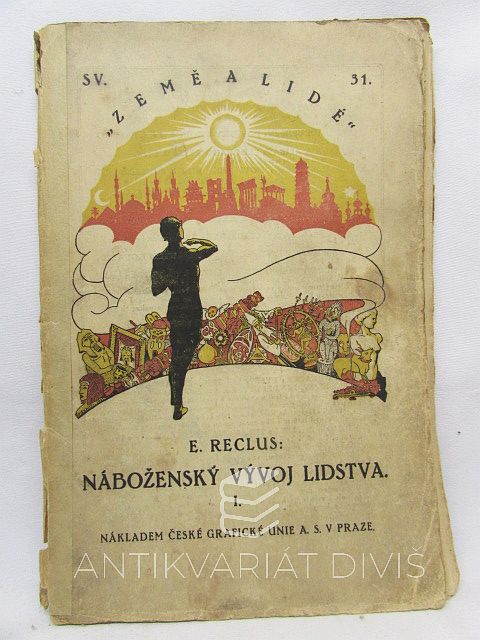 SV. 31.
„ZEMĚ A LIDÉ“
E. RECLUS:
NÁBOŽENSKÝ VÝVOJ LIDSTVA.
I.
NÁKLADEM ČESKÉ GRAFICKÉ UNIE A. S. V PRAZE.
ANTIKVARIÁT DIVIŠ